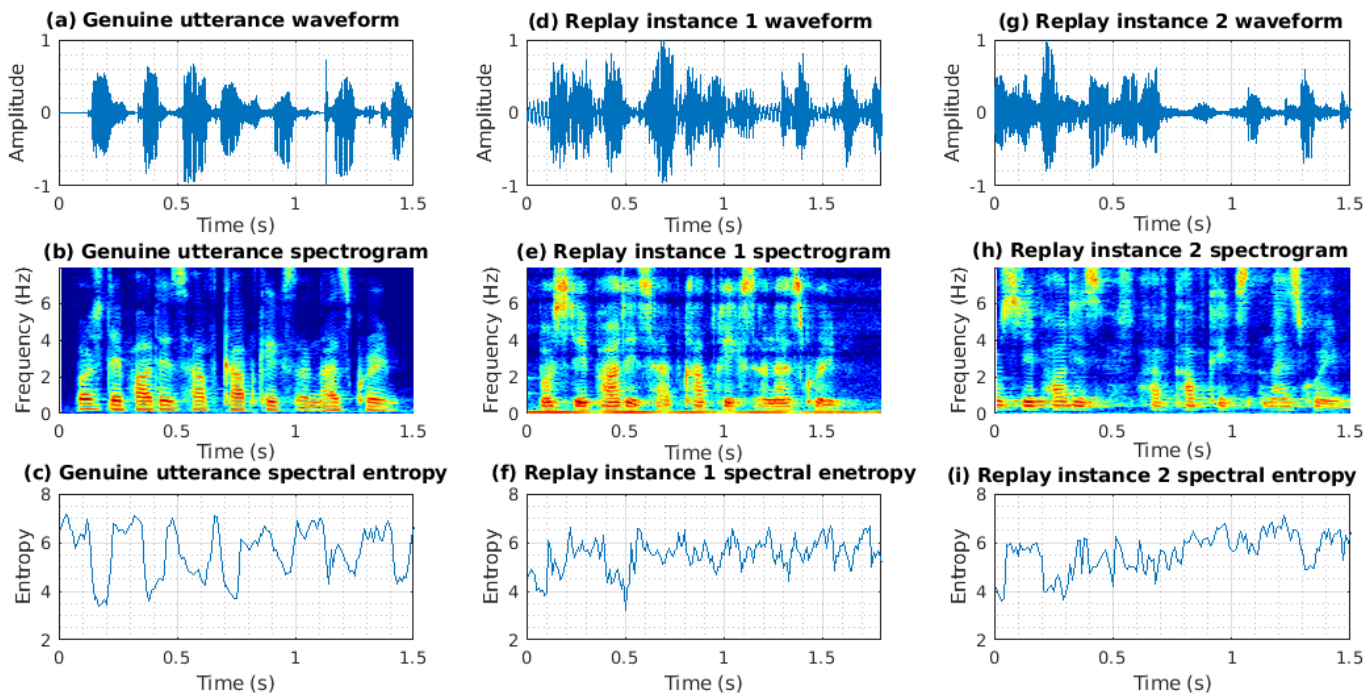 (a) Genuine utterance waveform
1
0
-1
Amplitude
0 0.5 1 1.5
Time (s)
(d) Replay instance 1 waveform
1
0
-1
Amplitude
0 0.5 1 1.5
Time (s)
(g) Replay instance 2 waveform
1
0
-1
Amplitude
0 0.5 1 1.5
Time (s)
(b) Genuine utterance spectrogram
6
4
2
0
Frequency (Hz)
0 0.5 1 1.5
Time (s)
(e) Replay instance 1 spectrogram
6
4
2
0
Frequency (Hz)
0 0.5 1 1.5
Time (s)
(h) Replay instance 2 spectrogram
6
4
2
0
Frequency (Hz)
0 0.5 1 1.5
Time (s)
(c) Genuine utterance spectral entropy
8
6
4
2
Entropy
0 0.5 1 1.5
Time (s)
(f) Replay instance 1 spectral enetropy
8
6
4
2
Entropy
0 0.5 1 1.5
Time (s)
(i) Replay instance 2 spectral entropy
8
6
4
2
Entropy
0 0.5 1 1.5
Time (s)